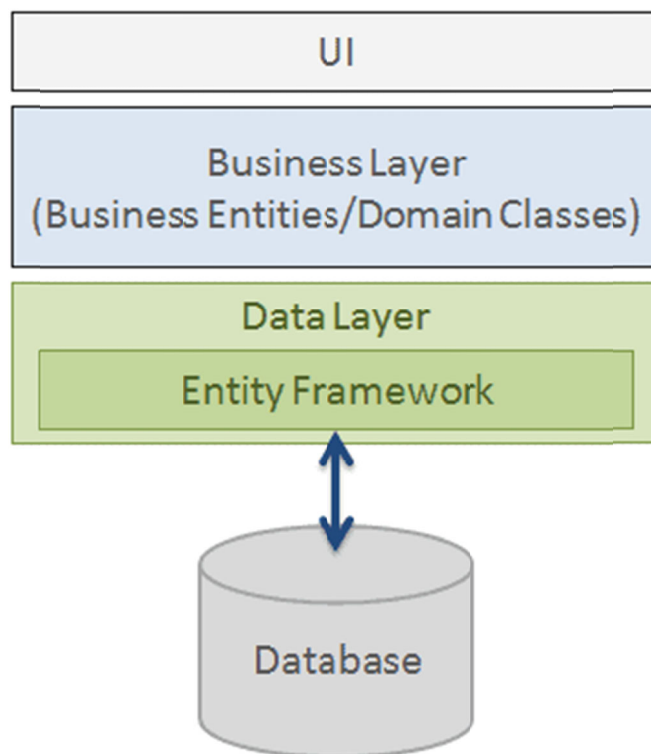 UI
Business Layer
(Business Entities/Domain Classes)
Data Layer
Entity Framework
Database